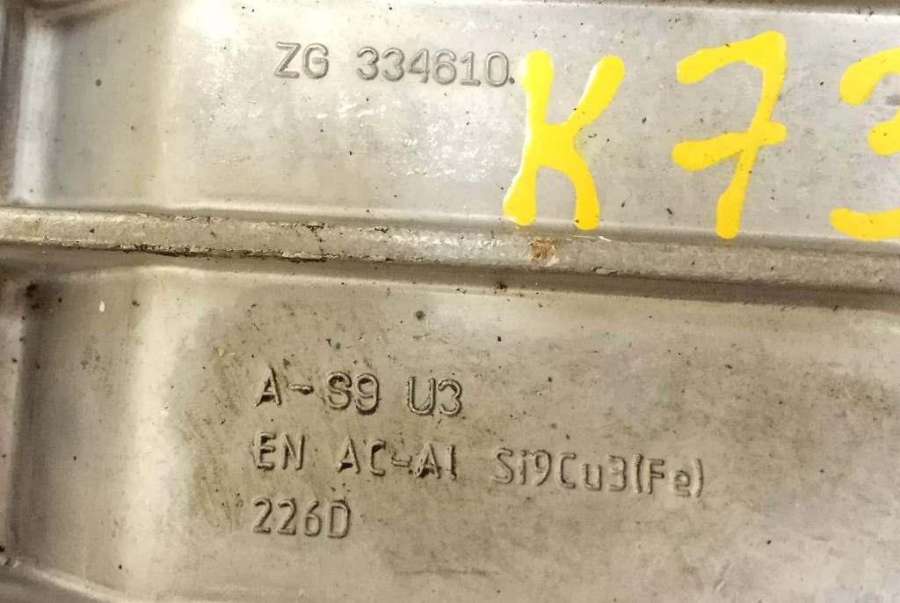 ZG 334610
K73
A-S9 U3
EN AC-Al Si9Cu3(Fe)
226D